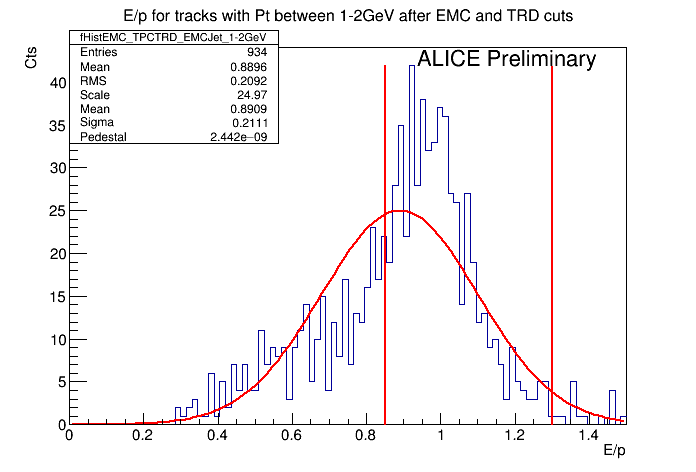 E/p for tracks with Pt between 1-2GeV after EMC and TRD cuts
fHistEMC_TPCTRD_EMCJet_1-2GeV
Entries 934
Mean 0.8896
RMS 0.2092
Scale 24.97
Mean 0.8909
Sigma 0.2111
Pedestal 2.442e-09
ALICE Preliminary
Cts
40
35
30
25
20
15
10
5
0
0 0.2 0.4 0.6 0.8 1 1.2 1.4
E/p